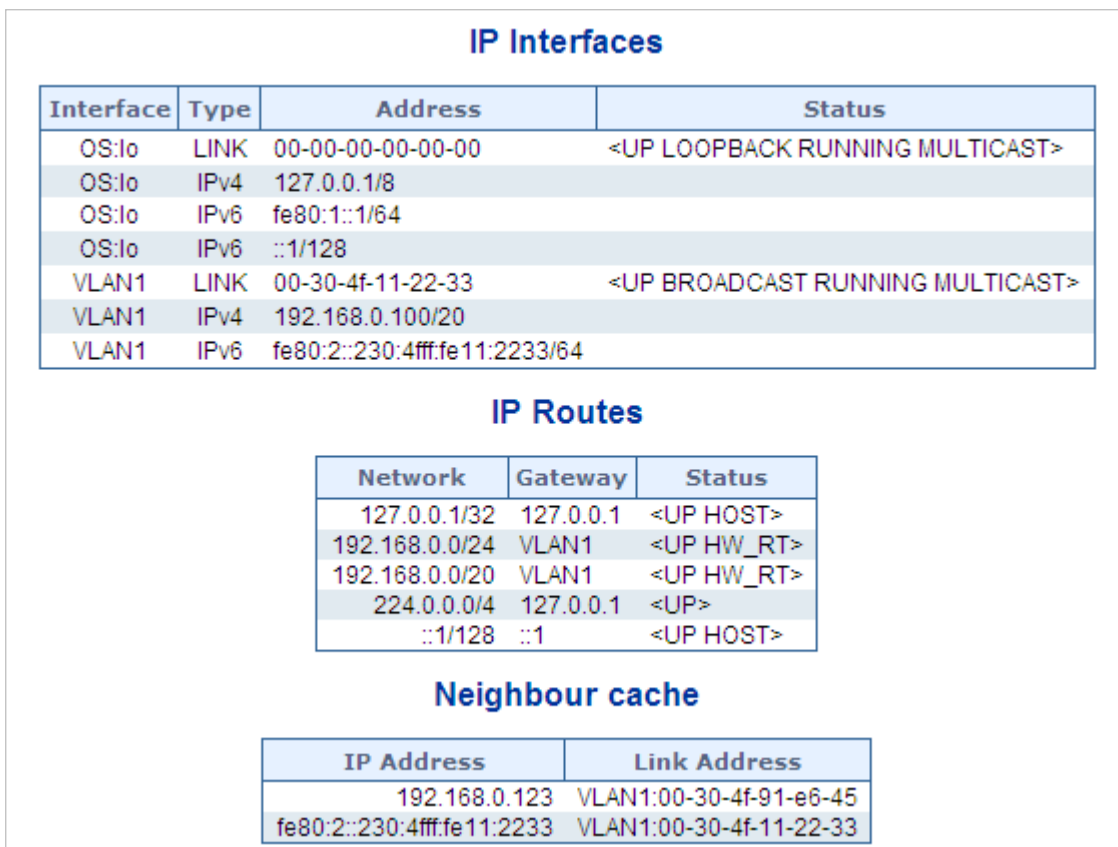 IP Interfaces
Interface Type Address Status
OS:lo LINK 00-00-00-00-00-00 <UP LOOPBACK RUNNING MULTICAST>
OS:lo IPv4 127.0.0.1/8
OS:lo IPv6 fe80:1::1/64
OS:lo IPv6 ::1/128
VLAN1 LINK 00-30-4f-11-22-33 <UP BROADCAST RUNNING MULTICAST>
VLAN1 IPv4 192.168.0.100/20
VLAN1 IPv6 fe80:2::230:4fff:fe11:2233/64
IP Routes
Network Gateway Status
127.0.0.1/32 127.0.0.1 <UP HOST>
192.168.0.0/24 VLAN1 <UP HW_RT>
192.168.0.0/20 VLAN1 <UP HW_RT>
224.0.0.0/4 127.0.0.1 <UP>
::1/128 ::1 <UP HOST>
Neighbour cache
IP Address Link Address
192.168.0.123 VLAN1:00-30-4f-91-e6-45
fe80:2::230:4fff:fe11:2233 VLAN1:00-30-4f-11-22-33